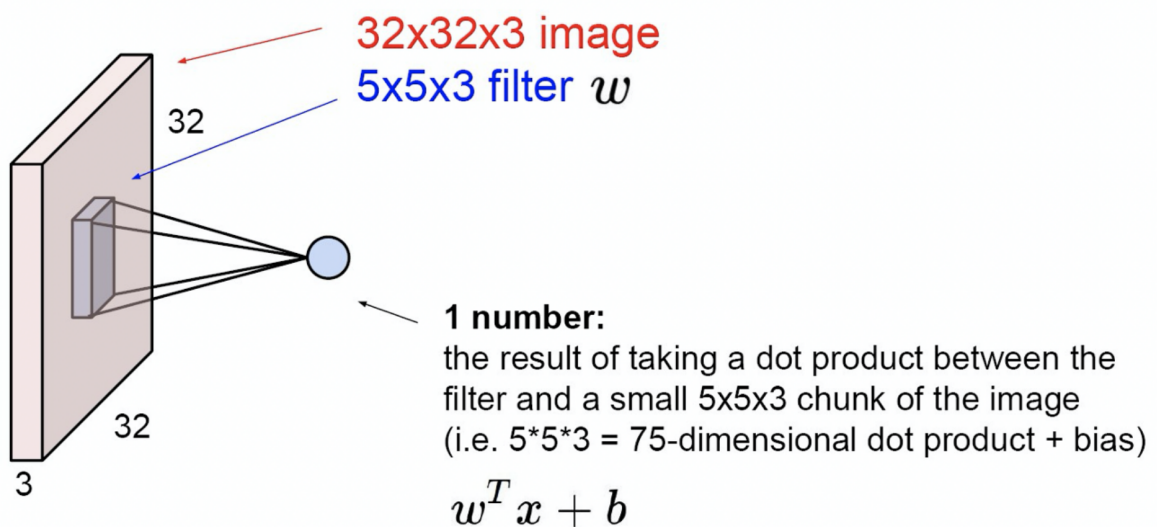 32x32x3 image
5x5x3 filter w
32
32
3
1 number:
the result of taking a dot product between the
filter and a small 5x5x3 chunk of the image
(i.e. 5*5*3 = 75-dimensional dot product + bias)
w^T x + b